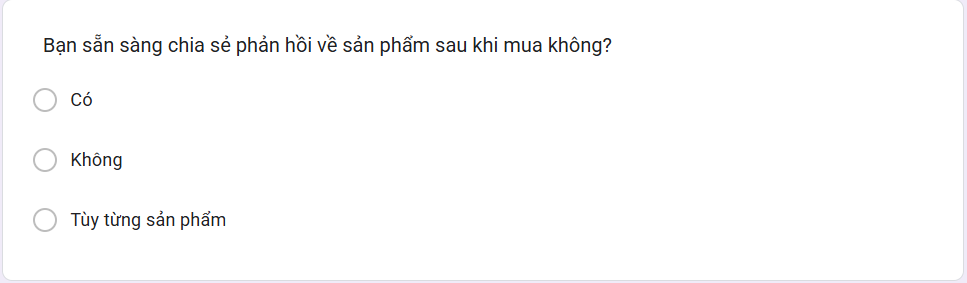 Bạn sẵn sàng chia sẻ phản hồi về sản phẩm sau khi mua không?
Có
Không
Tùy từng sản phẩm